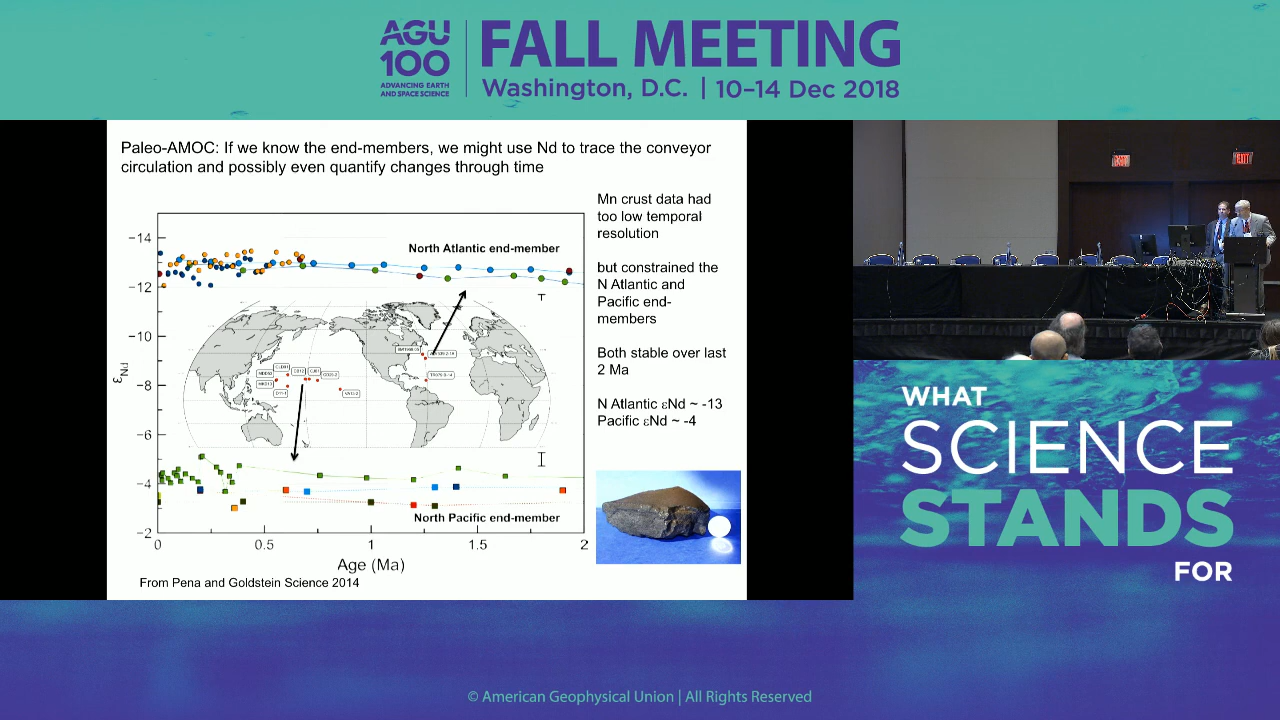 AGU
100
ADVANCING EARTH
AND SPACE SCIENCE
FALL MEETING
Washington, D.C. | 10–14 Dec 2018
Paleo-AMOC: If we know the end-members, we might use Nd to trace the conveyor
circulation and possibly even quantify changes through time
Mn crust data had
too low temporal
resolution
but constrained the
N Atlantic and
Pacific end-
members
Both stable over last
2 Ma
N Atlantic εNd ~ -13
Pacific εNd ~ -4
North Atlantic end-member
North Pacific end-member
εNd
−14
−12
−10
−8
−6
−4
−2
0
0.5
1
1.5
2
Age (Ma)
From Pena and Goldstein Science 2014
EXIT
WHAT
SCIENCE
STANDS
FOR
© American Geophysical Union | All Rights Reserved